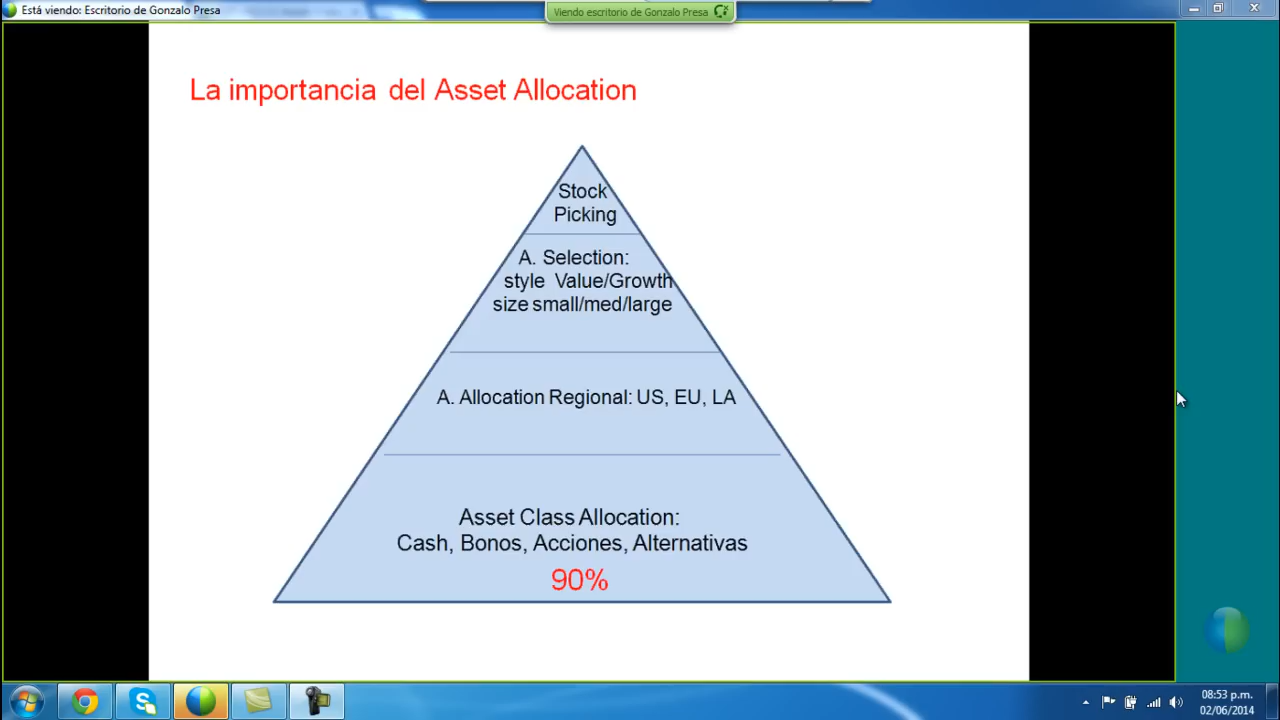 Está viendo: Escritorio de Gonzalo Presa
Viendo escritorio de Gonzalo Presa
La importancia del Asset Allocation
Stock
Picking
A. Selection:
style Value/Growth
size small/med/large
A. Allocation Regional: US, EU, LA
Asset Class Allocation:
Cash, Bonos, Acciones, Alternativas
90%
08:53 p.m.
02/06/2014